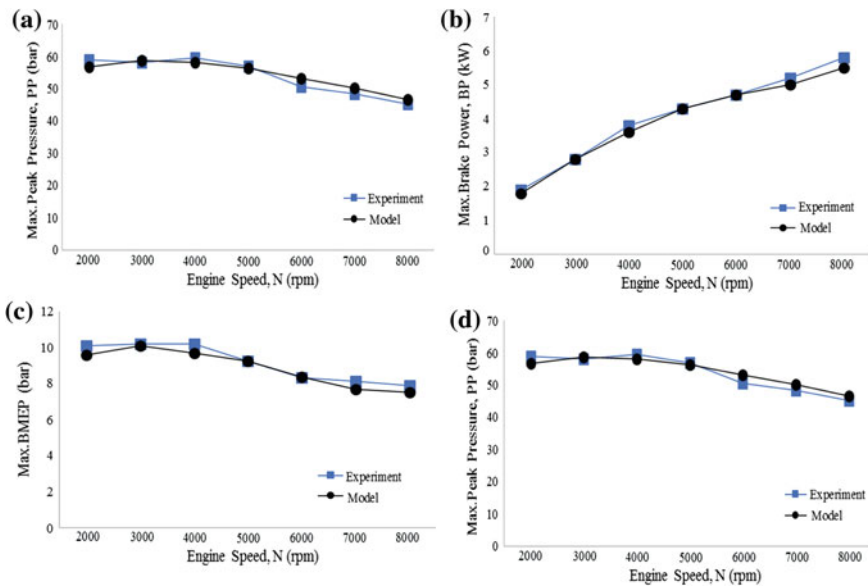 (a)
Max.Peak Pressure, PP (bar)
70
60
50
40
30
20
10
0
Experiment
Model
2000 3000 4000 5000 6000 7000 8000
Engine Speed, N (rpm)
(b)
Max.Brake Power, BP (kW)
7
6
5
4
3
2
1
0
Experiment
Model
2000 3000 4000 5000 6000 7000 8000
Engine Speed, N (rpm)
(c)
Max.BMEP (bar)
12
10
8
6
4
2
0
Experiment
Model
2000 3000 4000 5000 6000 7000 8000
Engine Speed, N (rpm)
(d)
Max.Peak Pressure, PP (bar)
70
60
50
40
30
20
10
0
Experiment
Model
2000 3000 4000 5000 6000 7000 8000
Engine Speed, N (rpm)